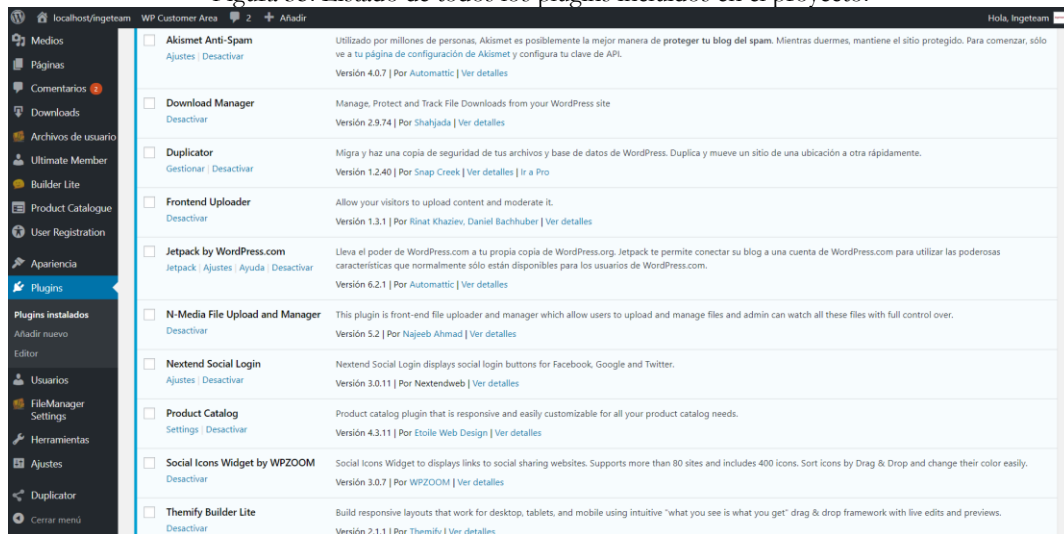 Figura 33: Listado de todos los plugins incluidos en el proyecto.
localhost/ingeteam WP Customer Area 2 Añadir Hola, Ingeteam
Medios
Páginas
Comentarios 2
Downloads
Archivos de usuario
Ultimate Member
Builder Lite
Product Catalogue
User Registration
Apariencia
Plugins
Plugins instalados
Añadir nuevo
Editor
Usuarios
FileManager
Settings
Herramientas
Ajustes
Duplicator
Cerrar menú
Akismet Anti-Spam
Ajustes | Desactivar
Utilizado por millones de personas, Akismet es posiblemente la mejor manera de proteger tu blog del spam. Mientras duermes, mantiene el sitio protegido. Para comenzar, sólo
ve a tu página de configuración de Akismet y configura tu clave de API.
Versión 4.0.7 | Por Automattic | Ver detalles
Download Manager
Desactivar
Manage, Protect and Track File Downloads from your WordPress site
Versión 2.9.74 | Por Shahjada | Ver detalles
Duplicator
Gestionar | Desactivar
Migra y haz una copia de seguridad de tus archivos y base de datos de WordPress. Duplica y mueve un sitio de una ubicación a otra rápidamente.
Versión 1.2.40 | Por Snap Creek | Ver detalles | Ir a Pro
Frontend Uploader
Desactivar
Allow your visitors to upload content and moderate it.
Versión 1.3.1 | Por Rinat Khaziev, Daniel Bachhuber | Ver detalles
Jetpack by WordPress.com
Jetpack | Ajustes | Ayuda | Desactivar
Lleva el poder de WordPress.com a tu propia copia de WordPress.org. Jetpack te permite conectar su blog a una cuenta de WordPress.com para utilizar las poderosas
características que normalmente sólo están disponibles para los usuarios de WordPress.com.
Versión 6.2.1 | Por Automattic | Ver detalles
N-Media File Upload and Manager
Desactivar
This plugin is front-end file uploader and manager which allow users to upload and manage files and admin can watch all these files with full control over.
Versión 5.2 | Por Najeeb Ahmad | Ver detalles
Nextend Social Login
Ajustes | Desactivar
Nextend Social Login displays social login buttons for Facebook, Google and Twitter.
Versión 3.0.11 | Por Nextendweb | Ver detalles
Product Catalog
Settings | Desactivar
Product catalog plugin that is responsive and easily customizable for all your product catalog needs.
Versión 4.3.11 | Por Etoile Web Design | Ver detalles
Social Icons Widget by WPZOOM
Desactivar
Social Icons Widget to displays links to social sharing websites. Supports more than 80 sites and includes 400 icons. Sort icons by Drag & Drop and change their color easily.
Versión 3.0.7 | Por WPZOOM | Ver detalles
Themify Builder Lite
Desactivar
Build responsive layouts that work for desktop, tablets, and mobile using intuitive "what you see is what you get" drag & drop framework with live edits and previews.
Versión 2.1.1 | Por Themify | Ver detalles